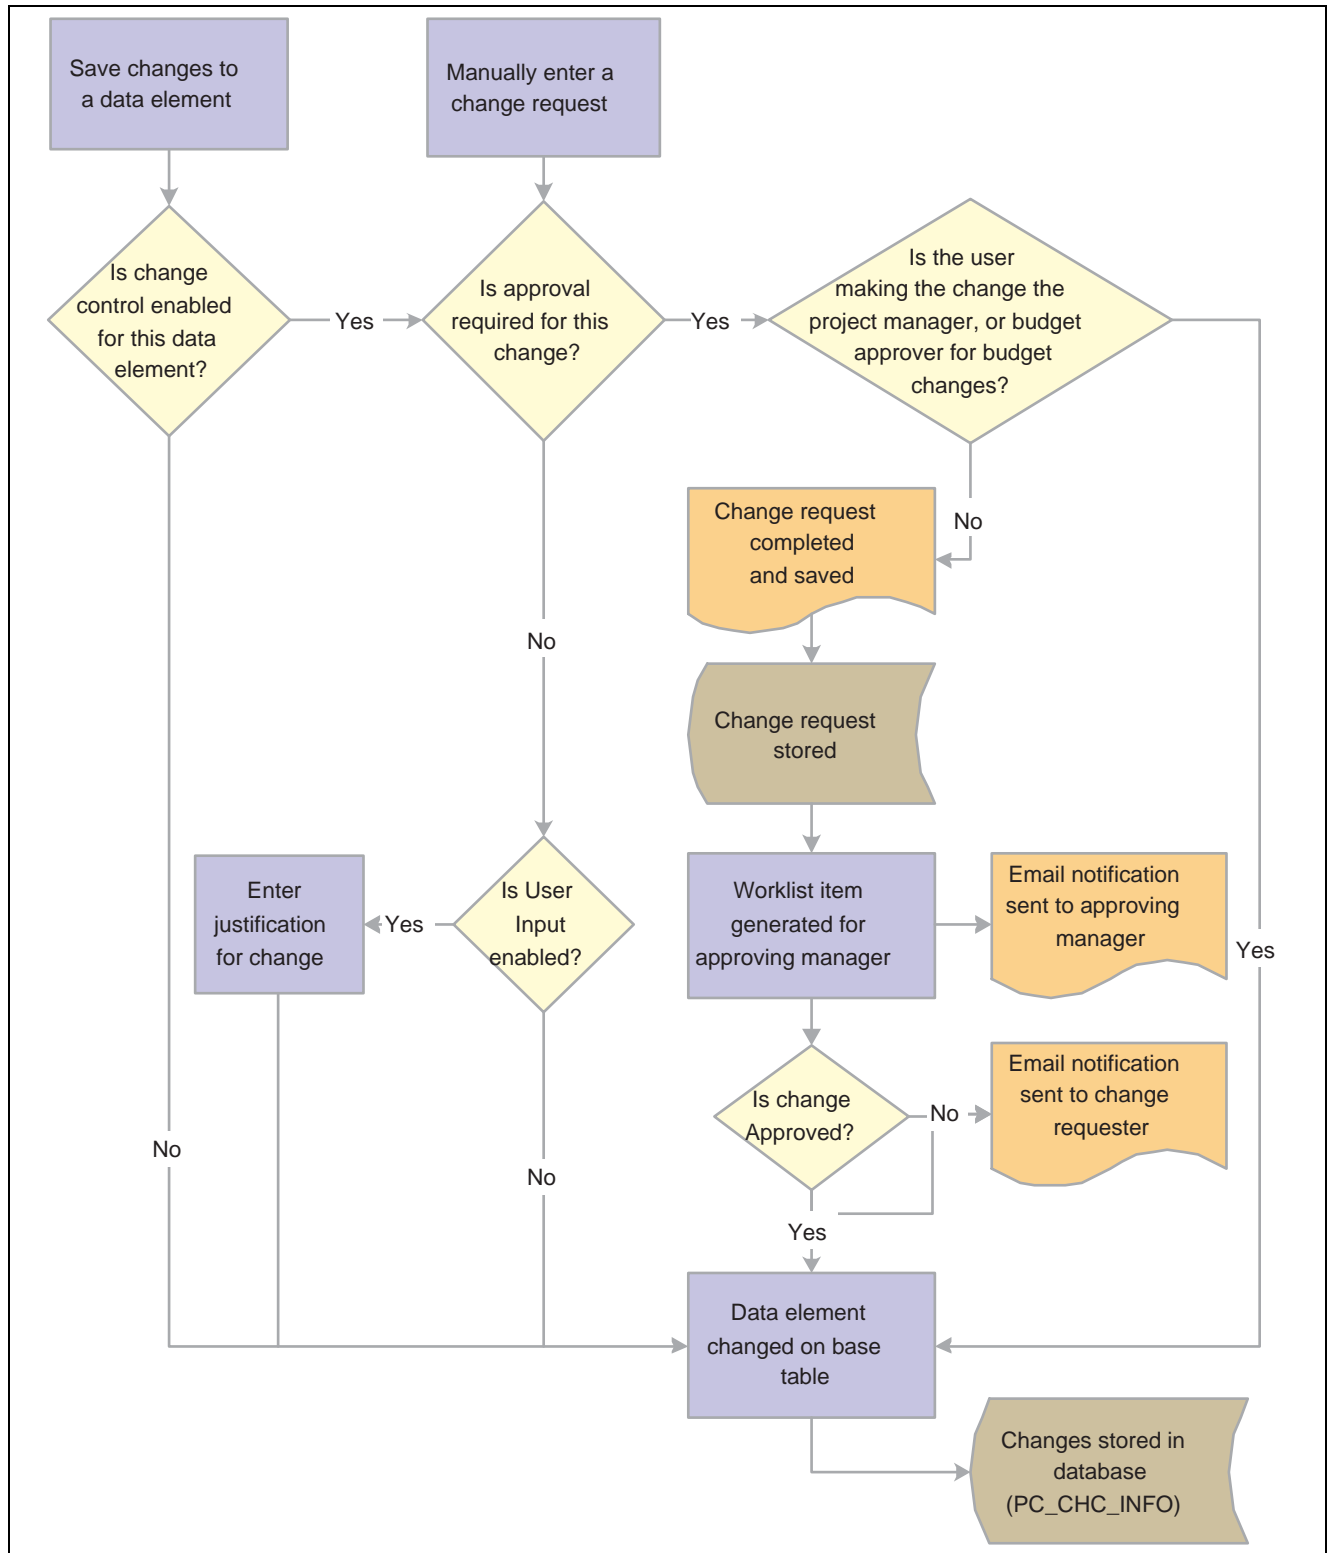 Save changes to
a data element
Manually enter a
change request
Is change
control enabled
for this data
element?
Yes
Is approval
required for this
change?
Yes
Is the user
making the change the
project manager, or budget
approver for budget
changes?
No
Change request
completed
and saved
No
Change request
stored
Enter
justification
for change
Yes
Is User
Input
enabled?
Worklist item
generated for
approving manager
Email notification
sent to approving
manager
Yes
Is change
Approved?
No
Email notification
sent to change
requester
No
No
Yes
Data element
changed on base
table
Changes stored in
database
(PC_CHC_INFO)